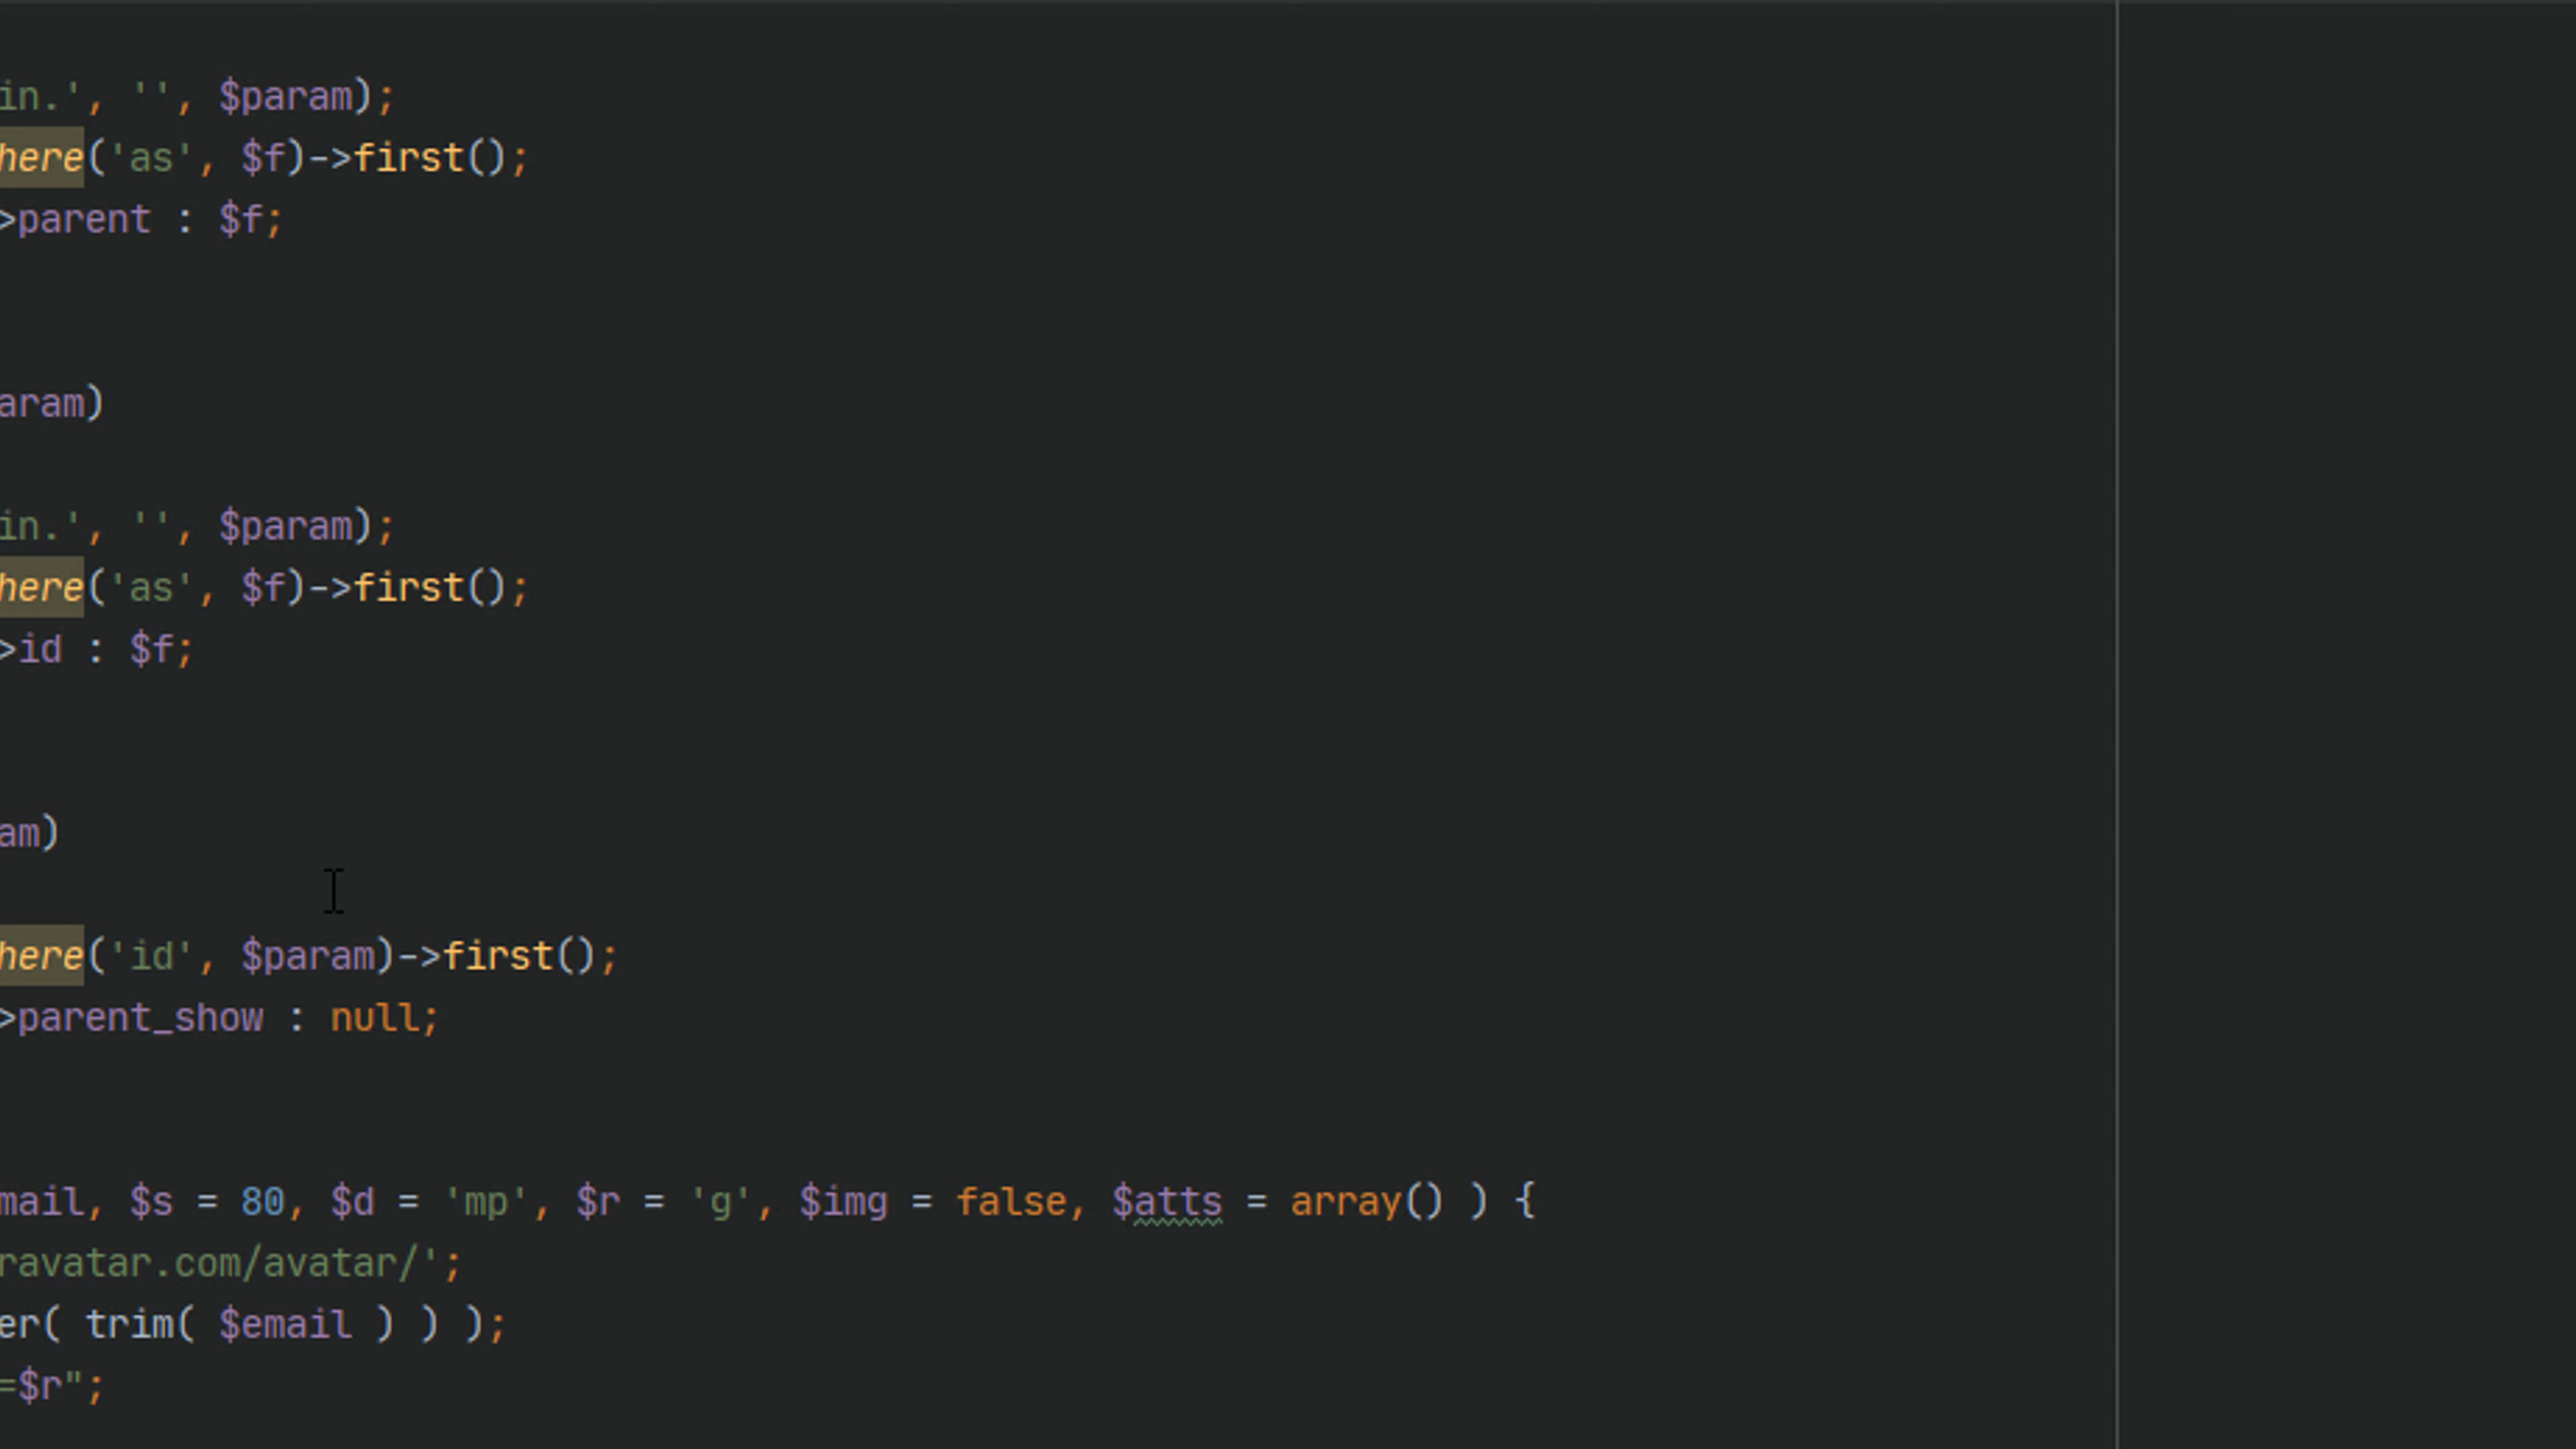 in.', '', $param);
here('as', $f)->first();
>parent : $f;
aram)
in.', '', $param);
here('as', $f)->first();
>id : $f;
am)
here('id', $param)->first();
>parent_show : null;
mail, $s = 80, $d = 'mp', $r = 'g', $img = false, $atts = array() ) {
ravatar.com/avatar/';
er( trim( $email ) ) );
=$r";